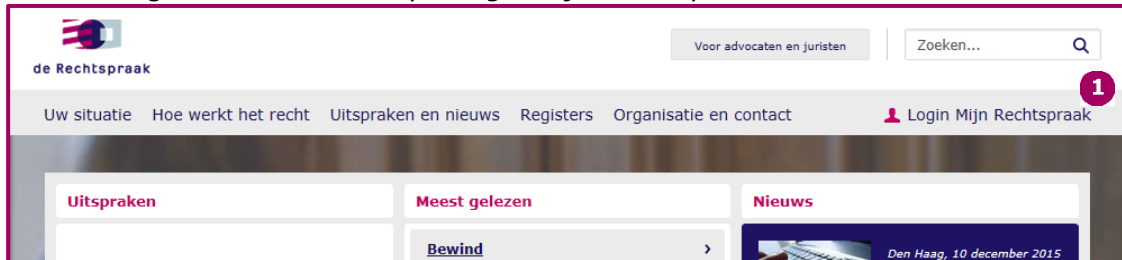 de Rechtspraak
Voor advocaten en juristen
Zoeken...
1
Uw situatie Hoe werkt het recht Uitspraken en nieuws Registers Organisatie en contact Login Mijn Rechtspraak
Uitspraken
Meest gelezen
Nieuws
Bewind
Den Haag, 10 december 2015